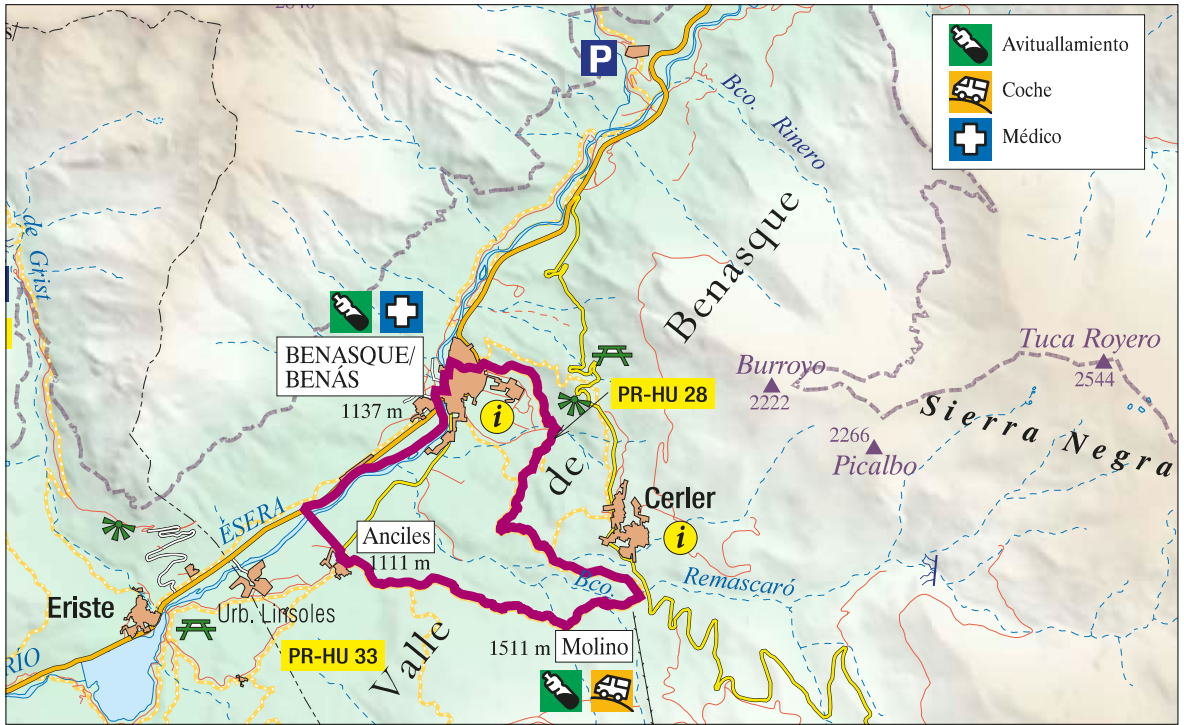 Avituallamiento
Coche
Médico
P
Bco. Rinero
de Grist
Benasque
BENASQUE/
BENÁS
1137 m
i
PR-HU 28
Tuca Royero
2544
Burroyo
2222
Sierra Negra
2266
Picalbo
de
Cerler
i
ÉSERA
Anciles
1111 m
Bco. Remascaró
Eriste
Urb. Linsoles
RÍO
PR-HU 33
Valle
1511 m
Molino